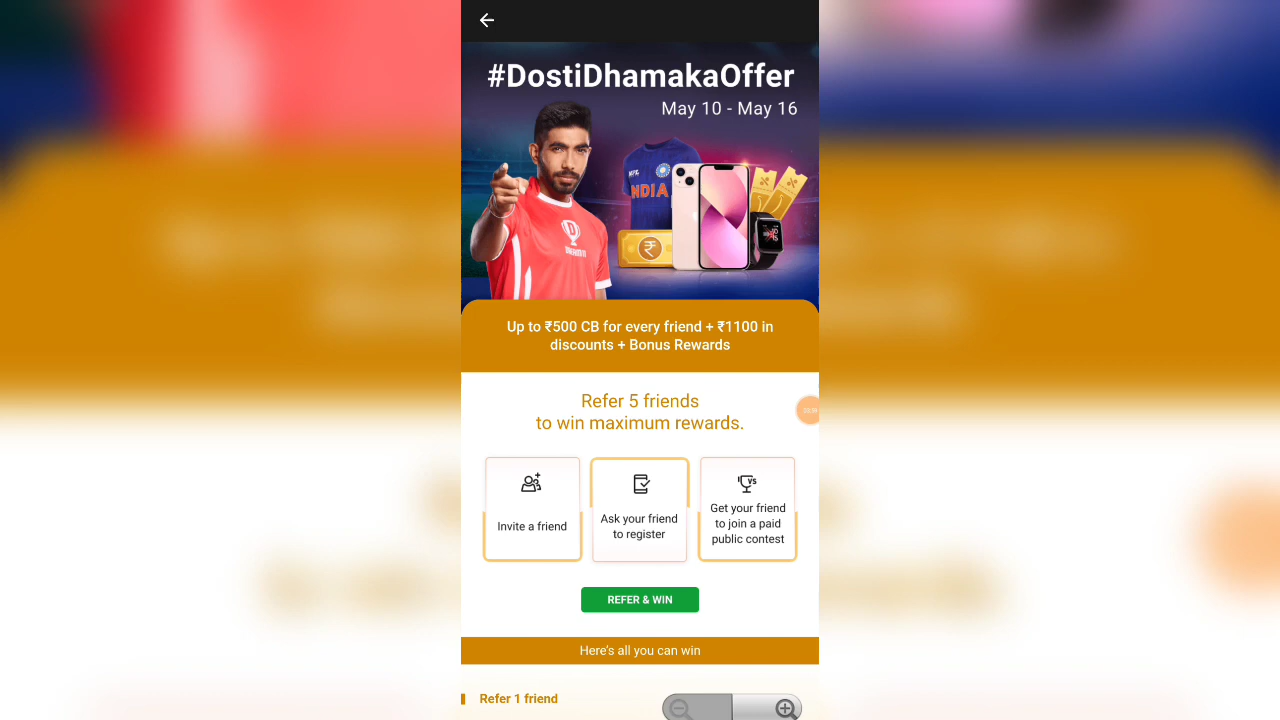 #DostiDhamakaOffer
May 10 - May 16
MPL
INDIA
Up to ₹500 CB for every friend + ₹1100 in
discounts + Bonus Rewards
Refer 5 friends
to win maximum rewards.
Invite a friend
Ask your friend
to register
VS
Get your friend
to join a paid
public contest
REFER & WIN
Here's all you can win
Refer 1 friend